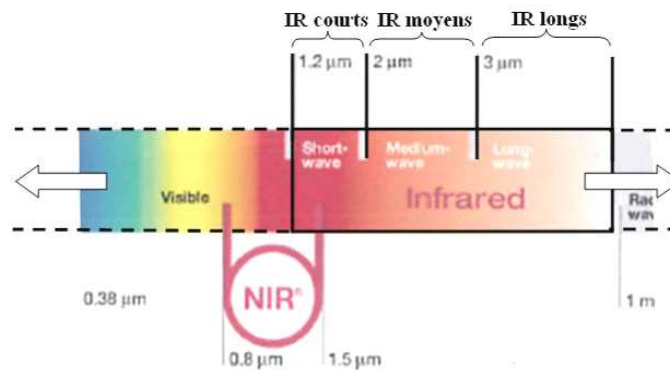 IR courts IR moyens IR longs
1.2 µm 2 µm 3 µm
Short-wave Medium-wave Long-wave
Visible Infrared
NIR®
0.38 µm
1 m
0.8 µm 1.5 µm